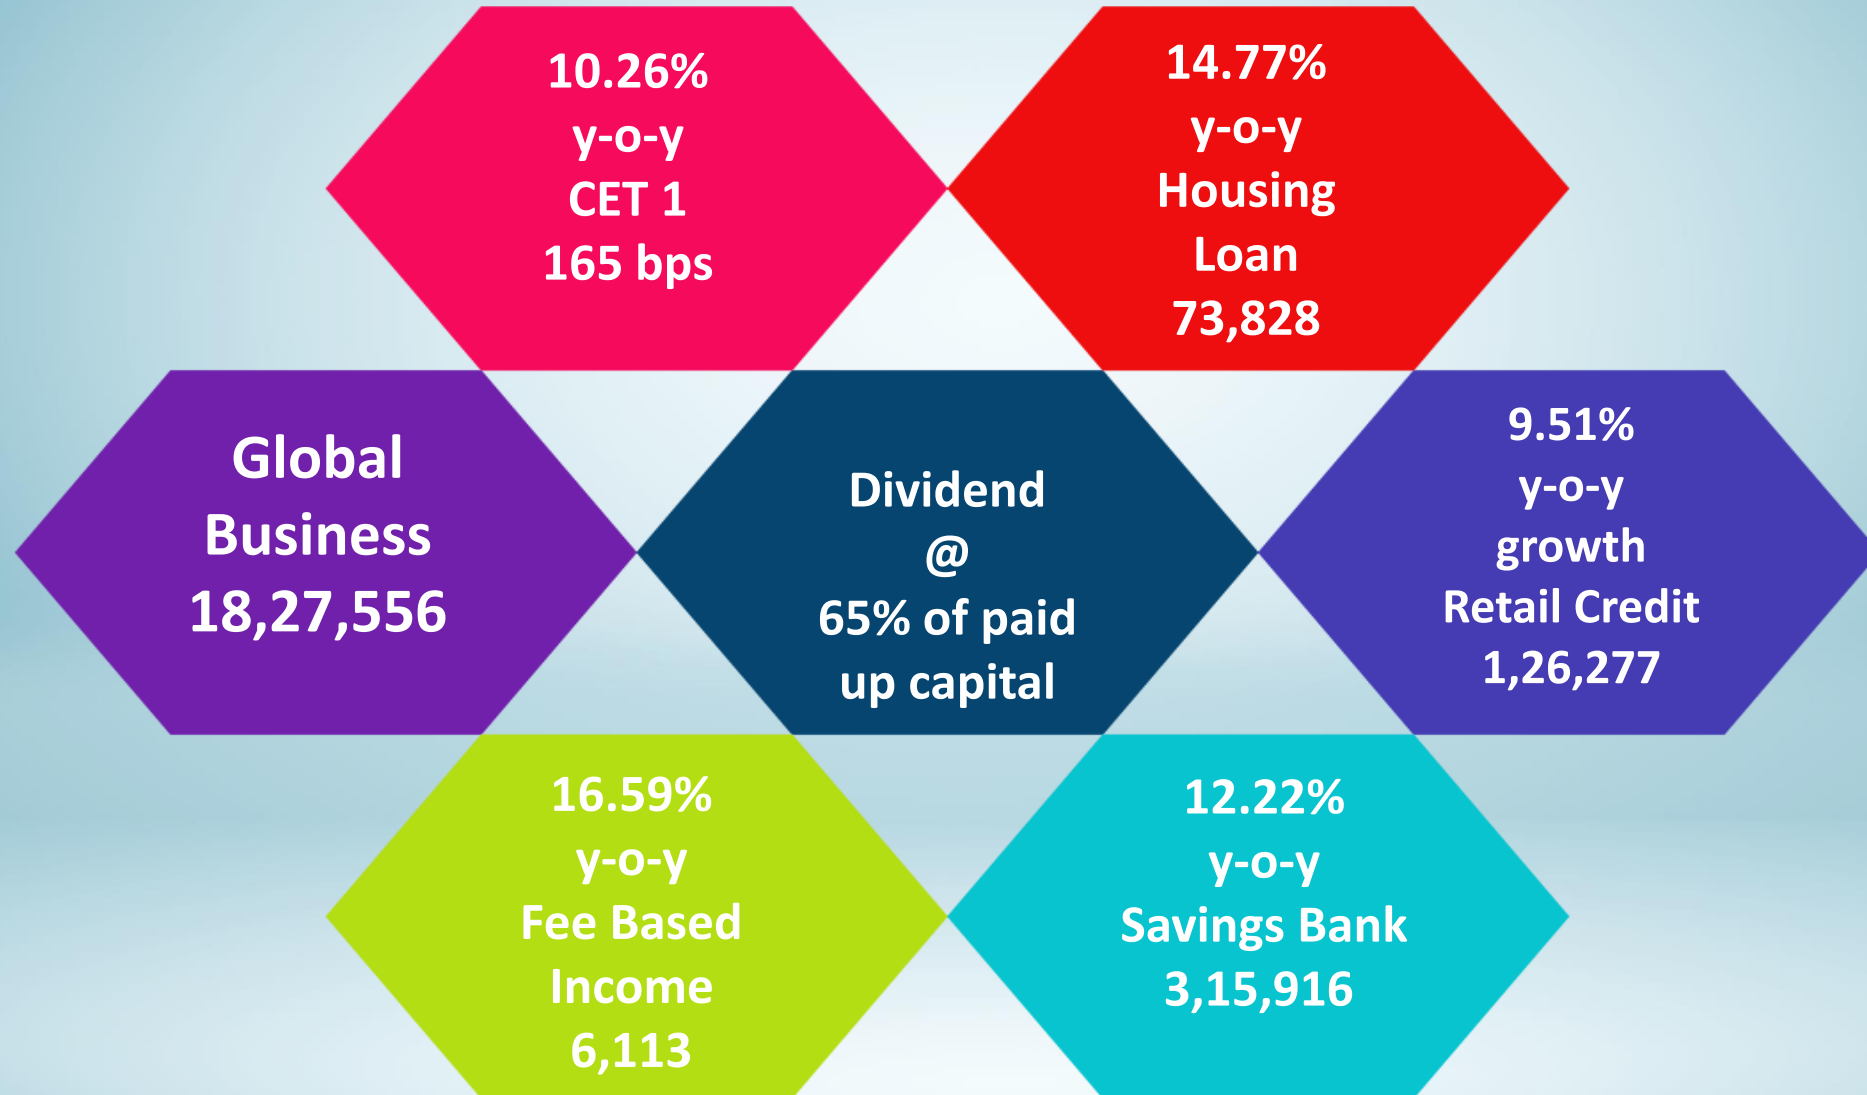 10.26%
y-o-y
CET 1
165 bps
14.77%
y-o-y
Housing
Loan
73,828
Global
Business
18,27,556
Dividend
@
65% of paid
up capital
9.51%
y-o-y
growth
Retail Credit
1,26,277
16.59%
y-o-y
Fee Based
Income
6,113
12.22%
y-o-y
Savings Bank
3,15,916